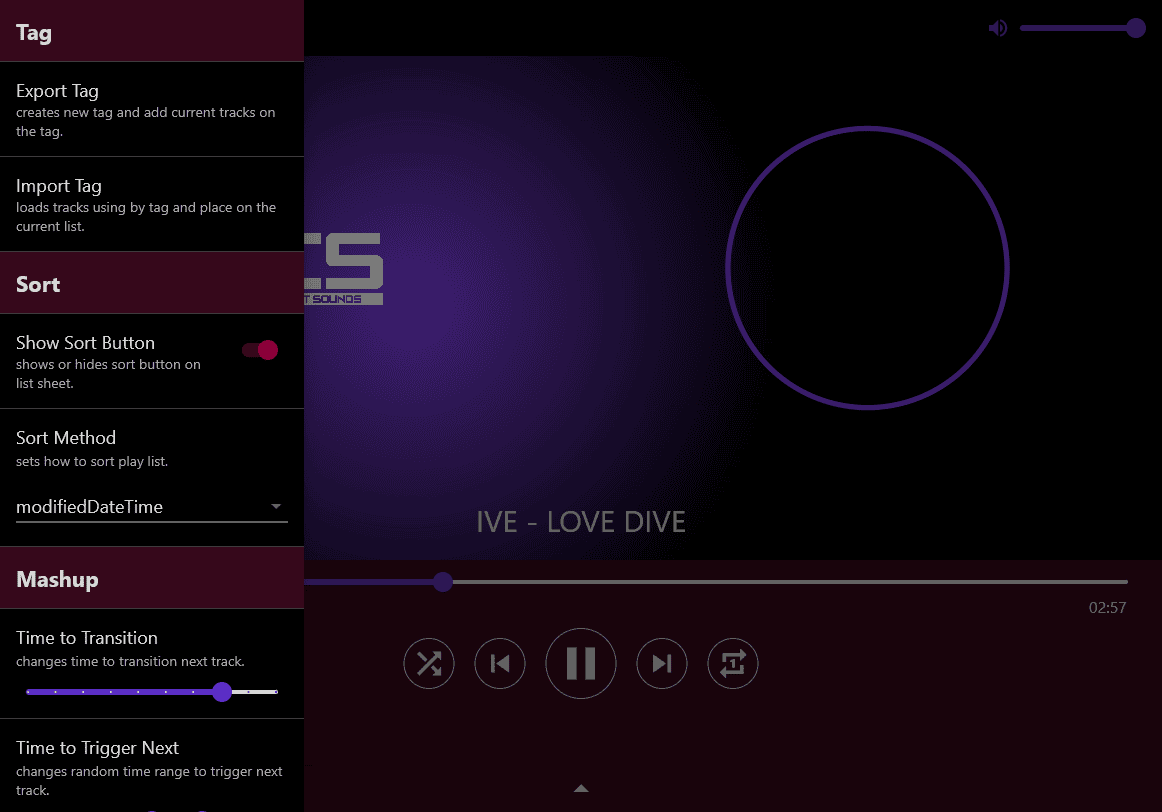 Tag
Export Tag
creates new tag and add current tracks on
the tag.
Import Tag
loads tracks using by tag and place on the
current list.
Sort
Show Sort Button
shows or hides sort button on
list sheet.
Sort Method
sets how to sort play list.
modifiedDateTime
Mashup
Time to Transition
changes time to transition next track.
Time to Trigger Next
changes random time range to trigger next
track.
CS
T SOUNDS
IVE - LOVE DIVE
02:57
1